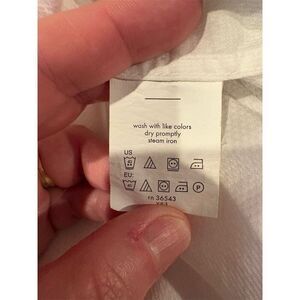 wash with like colors
dry promptly
steam iron
US
EU:
P
rn 36543